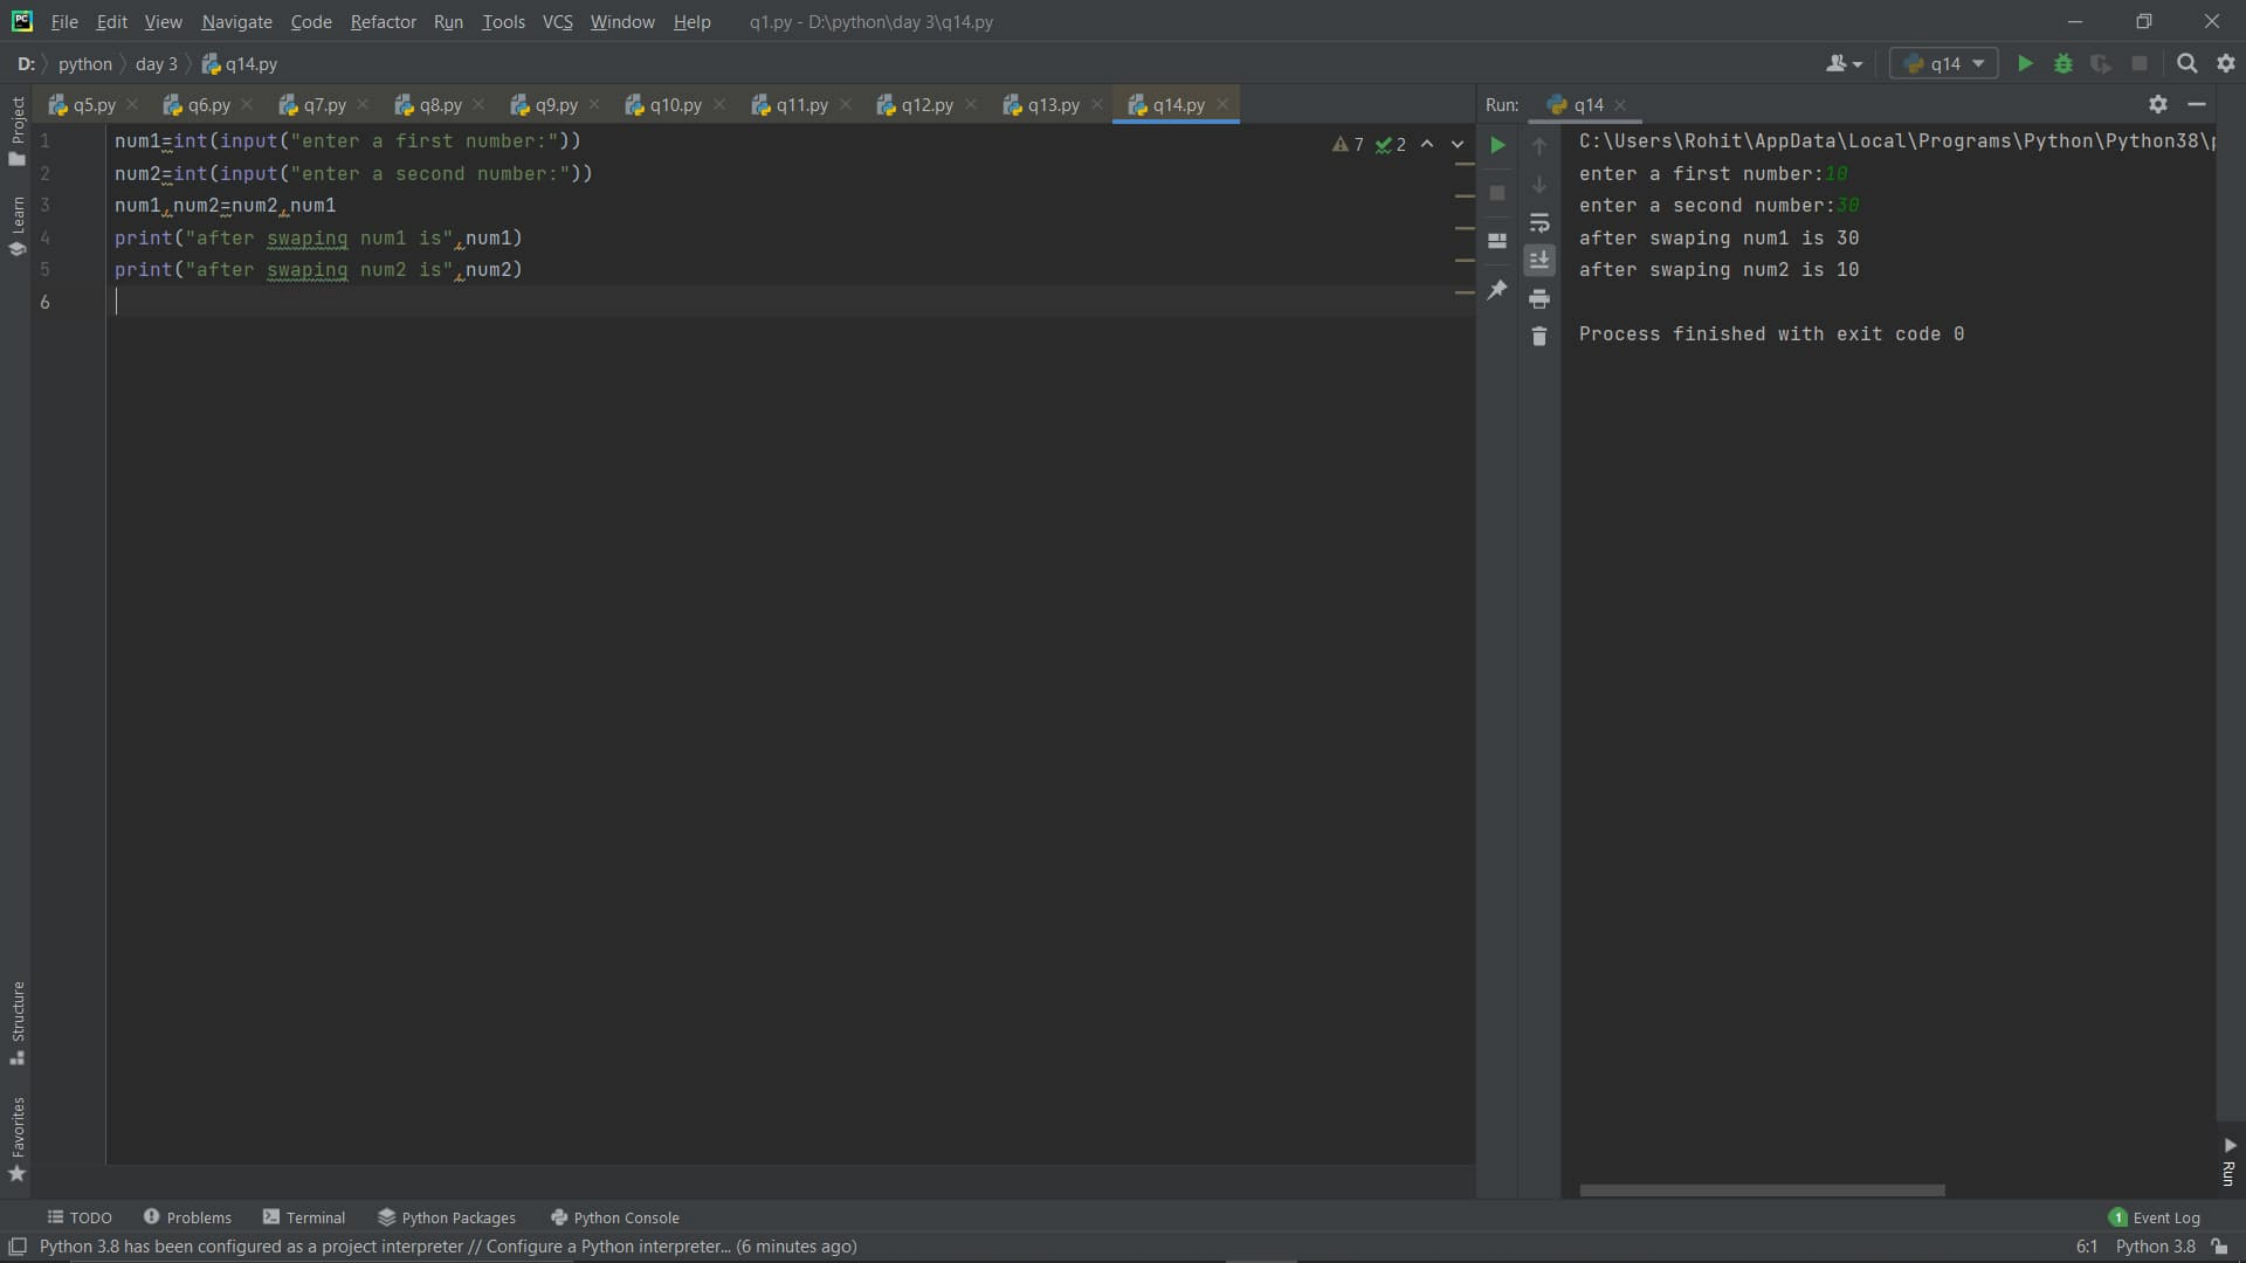 File Edit View Navigate Code Refactor Run Tools VCS Window Help q1.py - D:\python\day 3\q14.py
D: python day 3 q14.py
q14
q5.py q6.py q7.py q8.py q9.py q10.py q11.py q12.py q13.py q14.py
Run: q14
Project
Learn
Structure
Favorites
7 2
1 num1=int(input("enter a first number:"))
2 num2=int(input("enter a second number:"))
3 num1,num2=num2,num1
4 print("after swaping num1 is",num1)
5 print("after swaping num2 is",num2)
6
C:\Users\Rohit\AppData\Local\Programs\Python\Python38\p
enter a first number:10
enter a second number:30
after swaping num1 is 30
after swaping num2 is 10
Process finished with exit code 0
Run
TODO Problems Terminal Python Packages Python Console
1 Event Log
Python 3.8 has been configured as a project interpreter // Configure a Python interpreter... (6 minutes ago)
6:1 Python 3.8